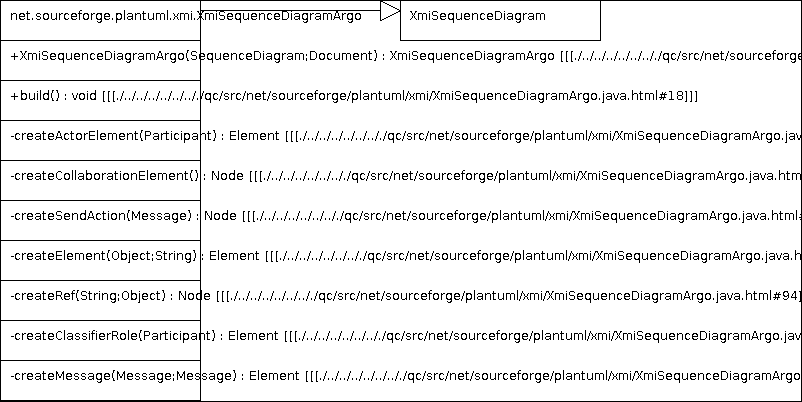 net.sourceforge.plantuml.xmi.XmiSequenceDiagramArgo
XmiSequenceDiagram
+XmiSequenceDiagramArgo(SequenceDiagram;Document) : XmiSequenceDiagramArgo [[[./../../../../../../../qc/src/net/sourceforge
+build() : void [[[./../../../../../../../qc/src/net/sourceforge/plantuml/xmi/XmiSequenceDiagramArgo.java.html#18]]]
-createActorElement(Participant) : Element [[[./../../../../../../../qc/src/net/sourceforge/plantuml/xmi/XmiSequenceDiagramArgo.jav
-createCollaborationElement() : Node [[[./../../../../../../../qc/src/net/sourceforge/plantuml/xmi/XmiSequenceDiagramArgo.java.htm
-createSendAction(Message) : Node [[[./../../../../../../../qc/src/net/sourceforge/plantuml/xmi/XmiSequenceDiagramArgo.java.html#
-createElement(Object;String) : Element [[[./../../../../../../../qc/src/net/sourceforge/plantuml/xmi/XmiSequenceDiagramArgo.java.h
-createRef(String;Object) : Node [[[./../../../../../../../qc/src/net/sourceforge/plantuml/xmi/XmiSequenceDiagramArgo.java.html#94]
-createClassifierRole(Participant) : Element [[[./../../../../../../../qc/src/net/sourceforge/plantuml/xmi/XmiSequenceDiagramArgo.jav
-createMessage(Message;Message) : Element [[[./../../../../../../../qc/src/net/sourceforge/plantuml/xmi/XmiSequenceDiagramArgo